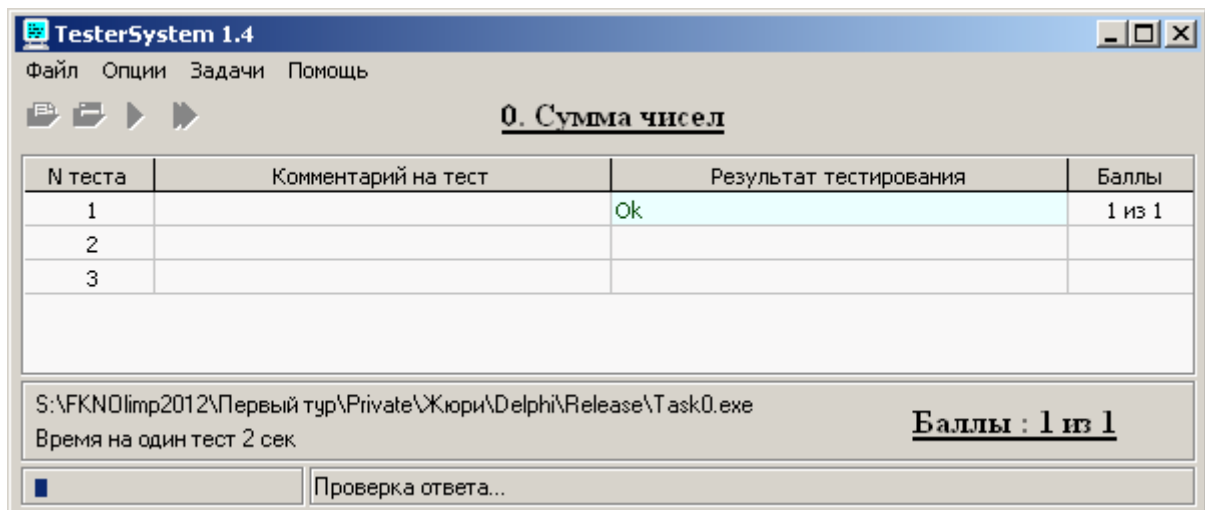 TesterSystem 1.4
Файл Опции Задачи Помощь
0. Сумма чисел
N теста Комментарий на тест Результат тестирования Баллы
1 Ok 1 из 1
2
3
S:\FKNOlimp2012\Первый тур\Private\Жюри\Delphi\Release\Task0.exe
Время на один тест 2 сек
Баллы : 1 из 1
Проверка ответа...